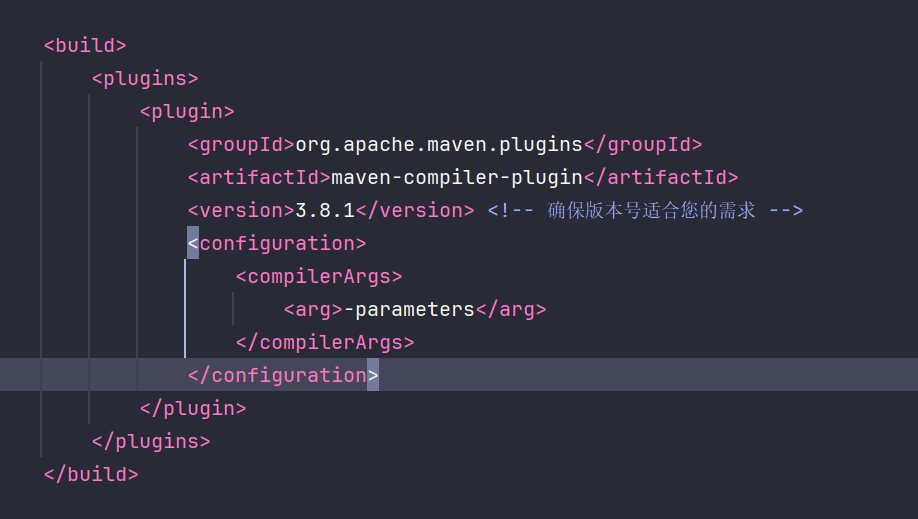 <build>
    <plugins>
        <plugin>
            <groupId>org.apache.maven.plugins</groupId>
            <artifactId>maven-compiler-plugin</artifactId>
            <version>3.8.1</version> <!-- 确保版本号适合您的需求 -->
            <configuration>
                <compilerArgs>
                    <arg>-parameters</arg>
                </compilerArgs>
            </configuration>
        </plugin>
    </plugins>
</build>